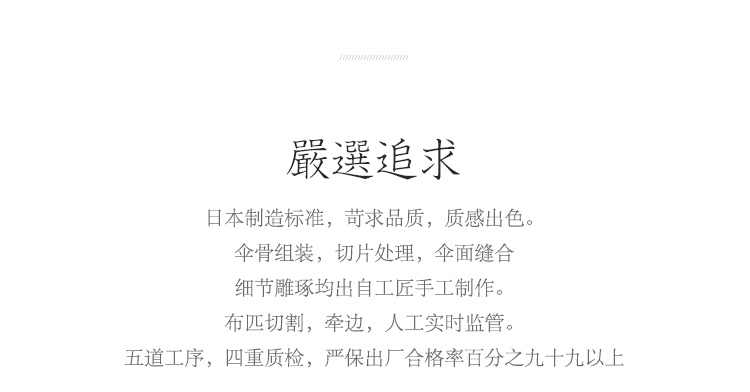 嚴選追求
日本制造标准，苛求品质，质感出色。
伞骨组装，切片处理，伞面缝合
细节雕琢均出自工匠手工制作。
布匹切割，牵边，人工实时监管。
五道工序，四重质检，严保出厂合格率百分之九十九以上